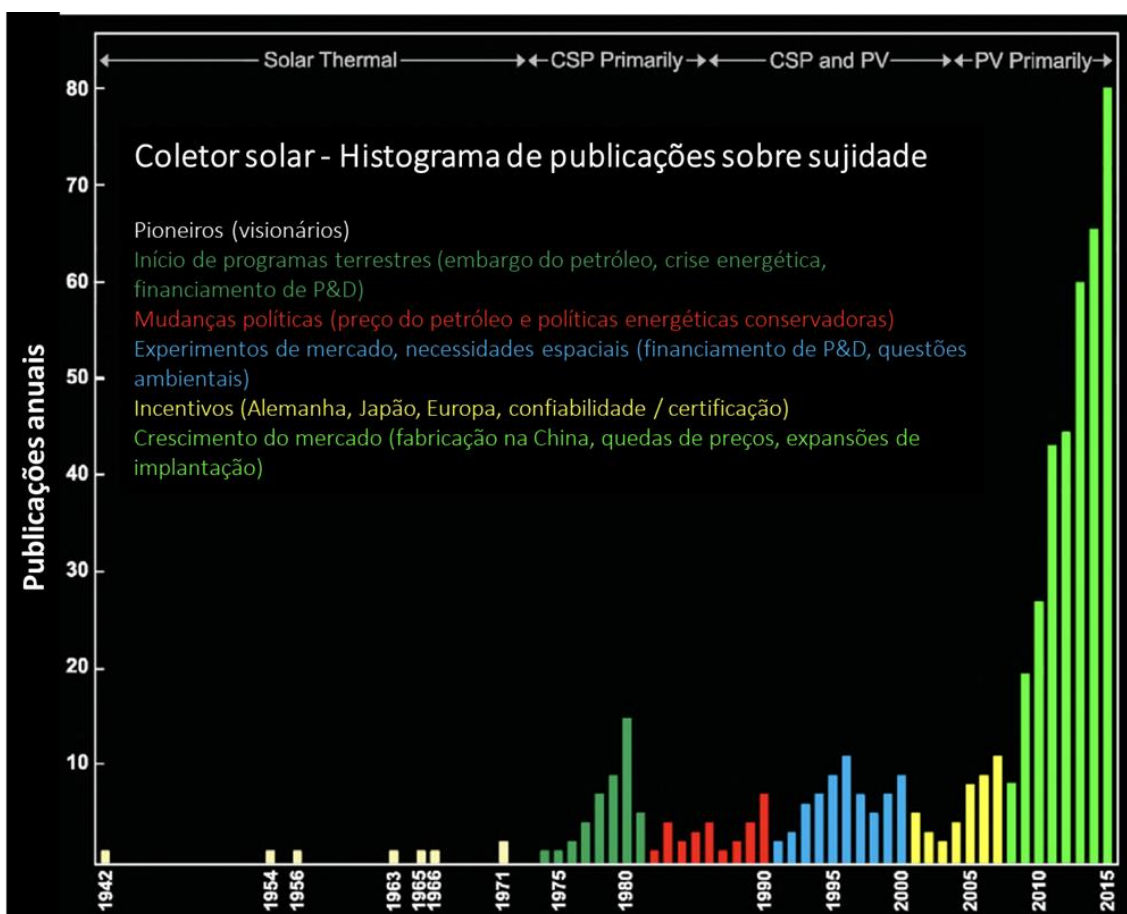 Solar Thermal
CSP Primarily
CSP and PV
PV Primarily
Coletor solar - Histograma de publicações sobre sujidade
Pioneiros (visionários)
Início de programas terrestres (embargo do petróleo, crise energética,
financiamento de P&D)
Mudanças políticas (preço do petróleo e políticas energéticas conservadoras)
Experimentos de mercado, necessidades espaciais (financiamento de P&D, questões
ambientais)
Incentivos (Alemanha, Japão, Europa, confiabilidade / certificação)
Crescimento do mercado (fabricação na China, quedas de preços, expansões de
implantação)
Publicações anuais
80
70
60
50
40
30
20
10
1942
1954
1956
1963
1965
1966
1971
1975
1980
1990
1995
2000
2005
2010
2015